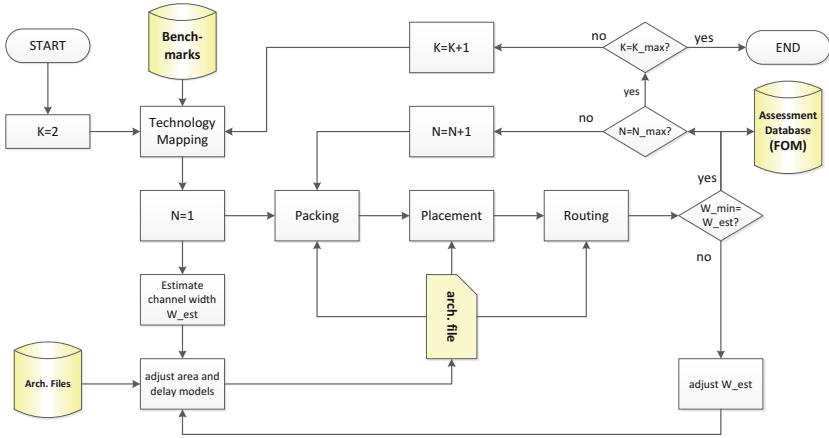 START
Bench-
marks
K=K+1
no
K=K_max?
yes
END
yes
K=2
Technology
Mapping
N=N+1
no
N=N_max?
Assessment
Database
(FOM)
yes
N=1
Packing
Placement
Routing
W_min=
W_est?
no
Estimate
channel width
W_est
arch. file
Arch. Files
adjust area and
delay models
adjust W_est